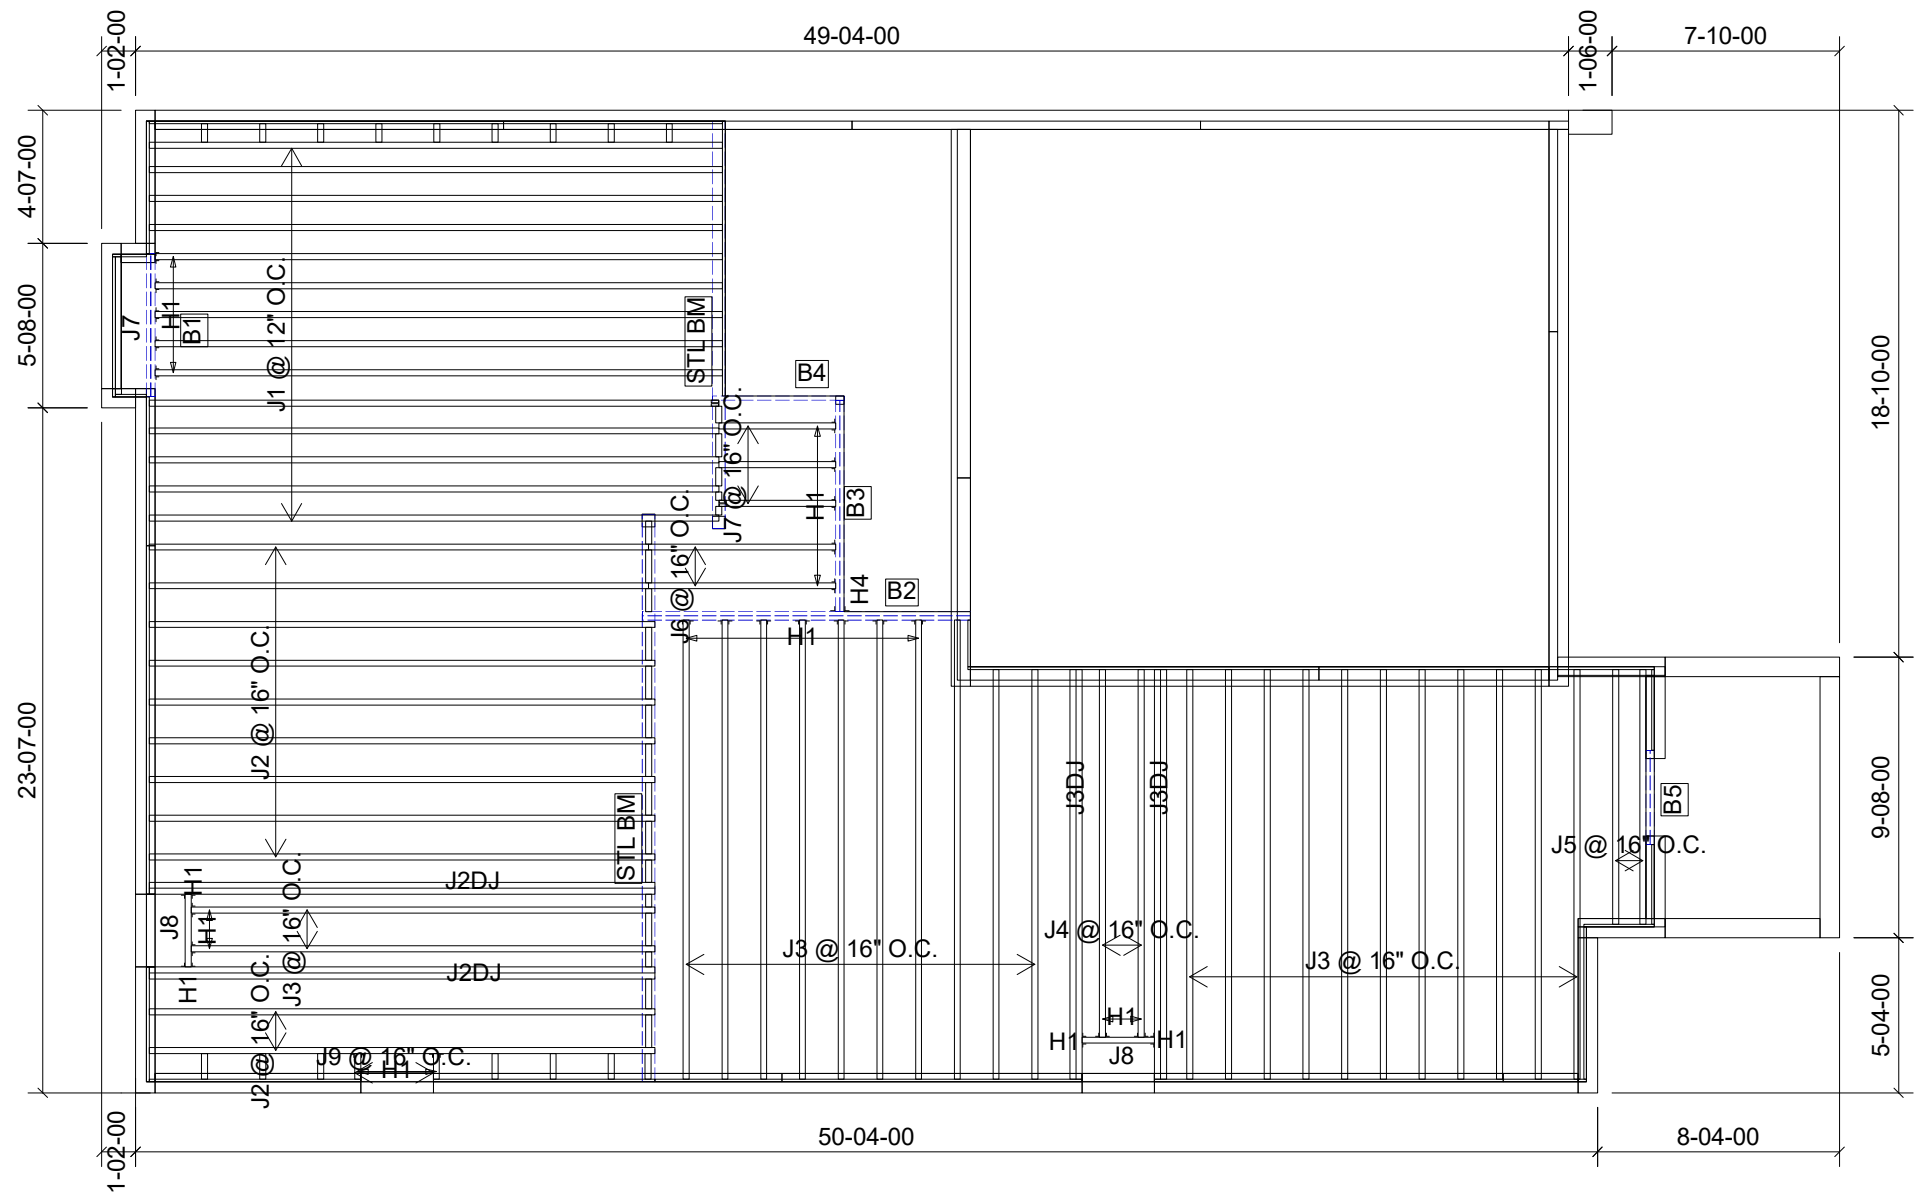 1-02-00
49-04-00
1-06-00
7-10-00
4-07-00
5-08-00
23-07-00
18-10-00
9-08-00
5-04-00
J7
H1
B1
J1 @ 12" O.C.
STL BM
B4
J7 @ 16" O.C.
H1
B3
J6 @ 16" O.C.
H4
B2
H1
J2 @ 16" O.C.
STL BM
J3DJ
J3DJ
B5
J5 @ 16" O.C.
H1
J2DJ
J8
H1
J3 @ 16" O.C.
J4 @ 16" O.C.
J3 @ 16" O.C.
J3 @ 16" O.C.
J2DJ
H1
J2 @ 16" O.C.
H1
H1
H1
J8
J9 @ 16" O.C.
H1
1-02-00
50-04-00
8-04-00